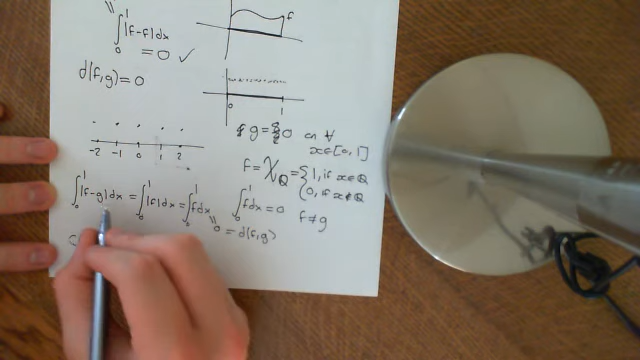 ∫₀¹ |f-f|dx
= 0 ✓
f
d(f,g) = 0
0 1
-2 -1 0 1 2
g = 0 on ∀ x∈[0,1]
f = χ_Q = { 1, if x∈Q
0, if x∉Q
∫₀¹ |f-g|dx = ∫₀¹ |f|dx = ∫₀¹ f dx
∫₀¹ f dx = 0 f≠g
0 = d(f,g)